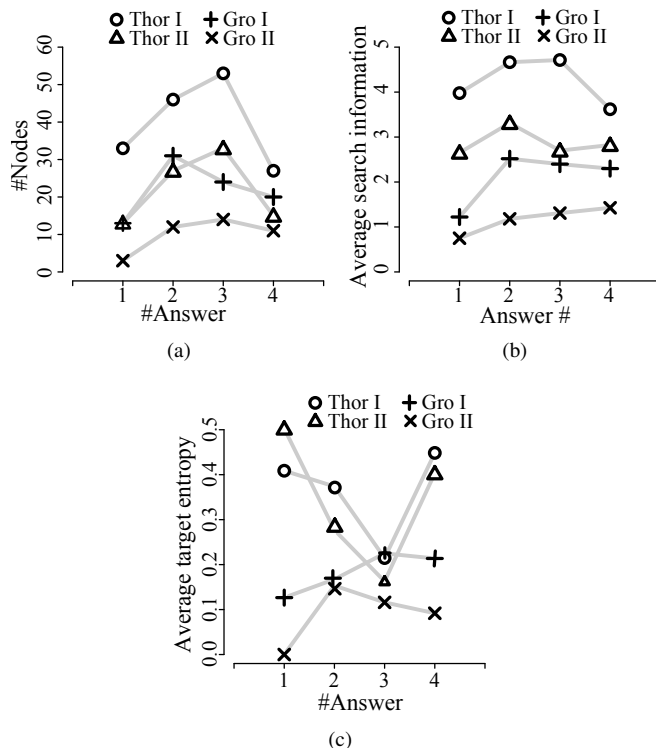 Thor I Gro I
Thor II Gro II
#Nodes
60
50
40
30
20
10
0
1 2 3 4
#Answer
(a)
Thor I Gro I
Thor II Gro II
Average search information
5
4
3
2
1
0
1 2 3 4
Answer #
(b)
Thor I Gro I
Thor II Gro II
Average target entropy
0.5
0.4
0.3
0.2
0.1
0.0
1 2 3 4
#Answer
(c)